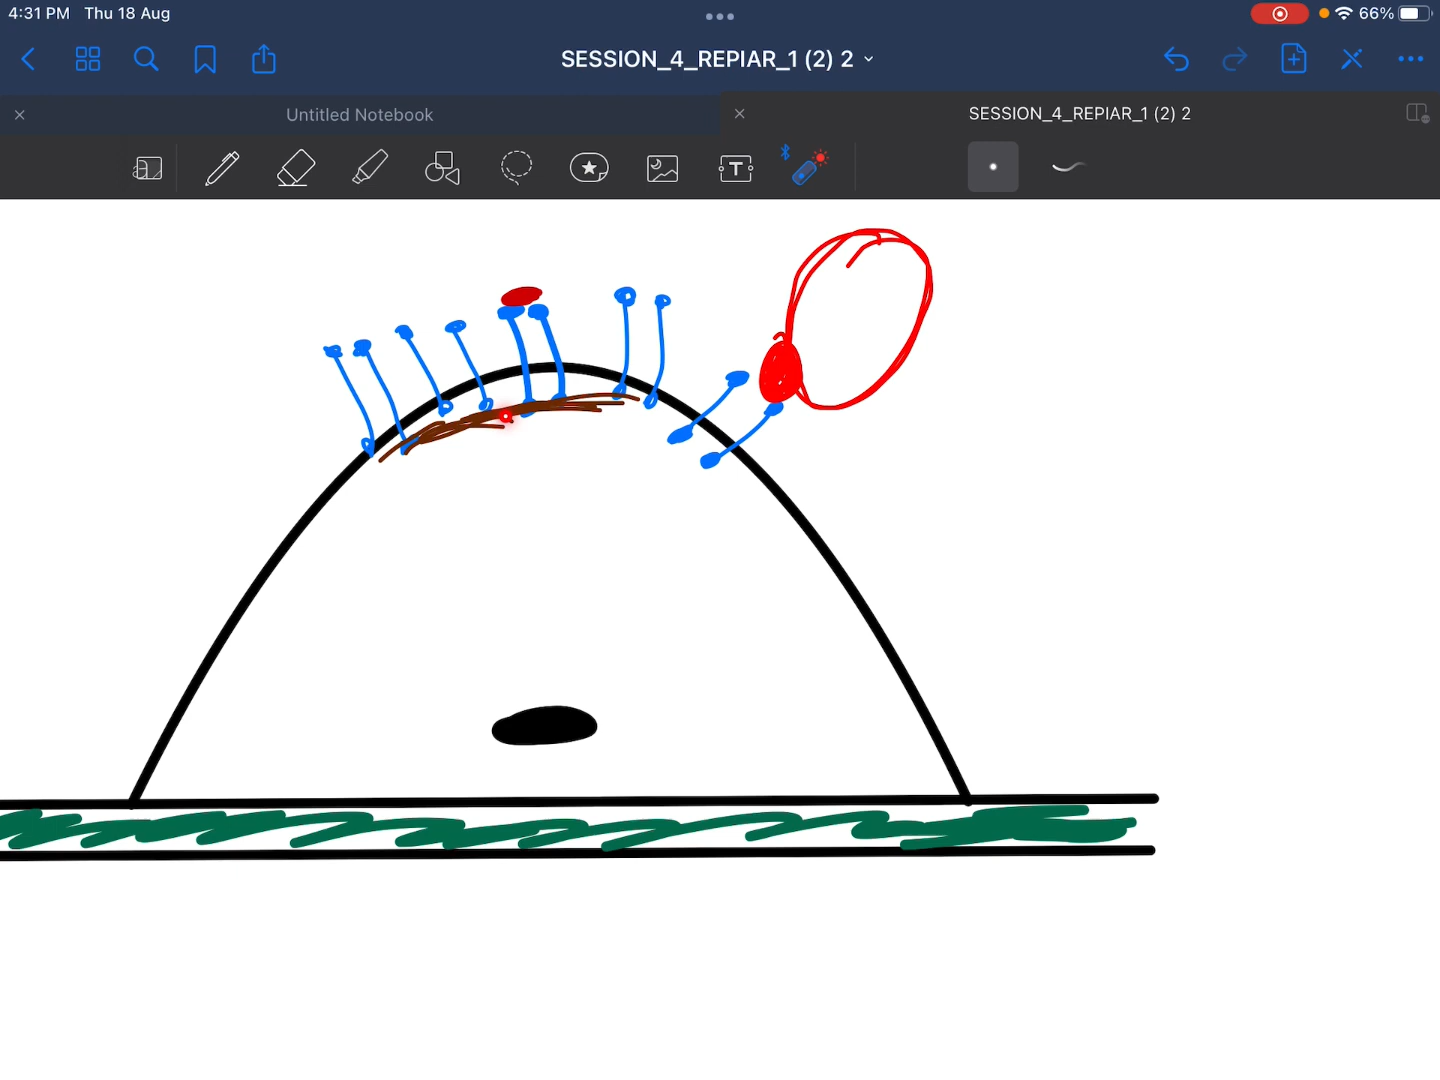 4:31 PM Thu 18 Aug
66%
SESSION_4_REPIAR_1 (2) 2
Untitled Notebook
SESSION_4_REPIAR_1 (2) 2
a
T